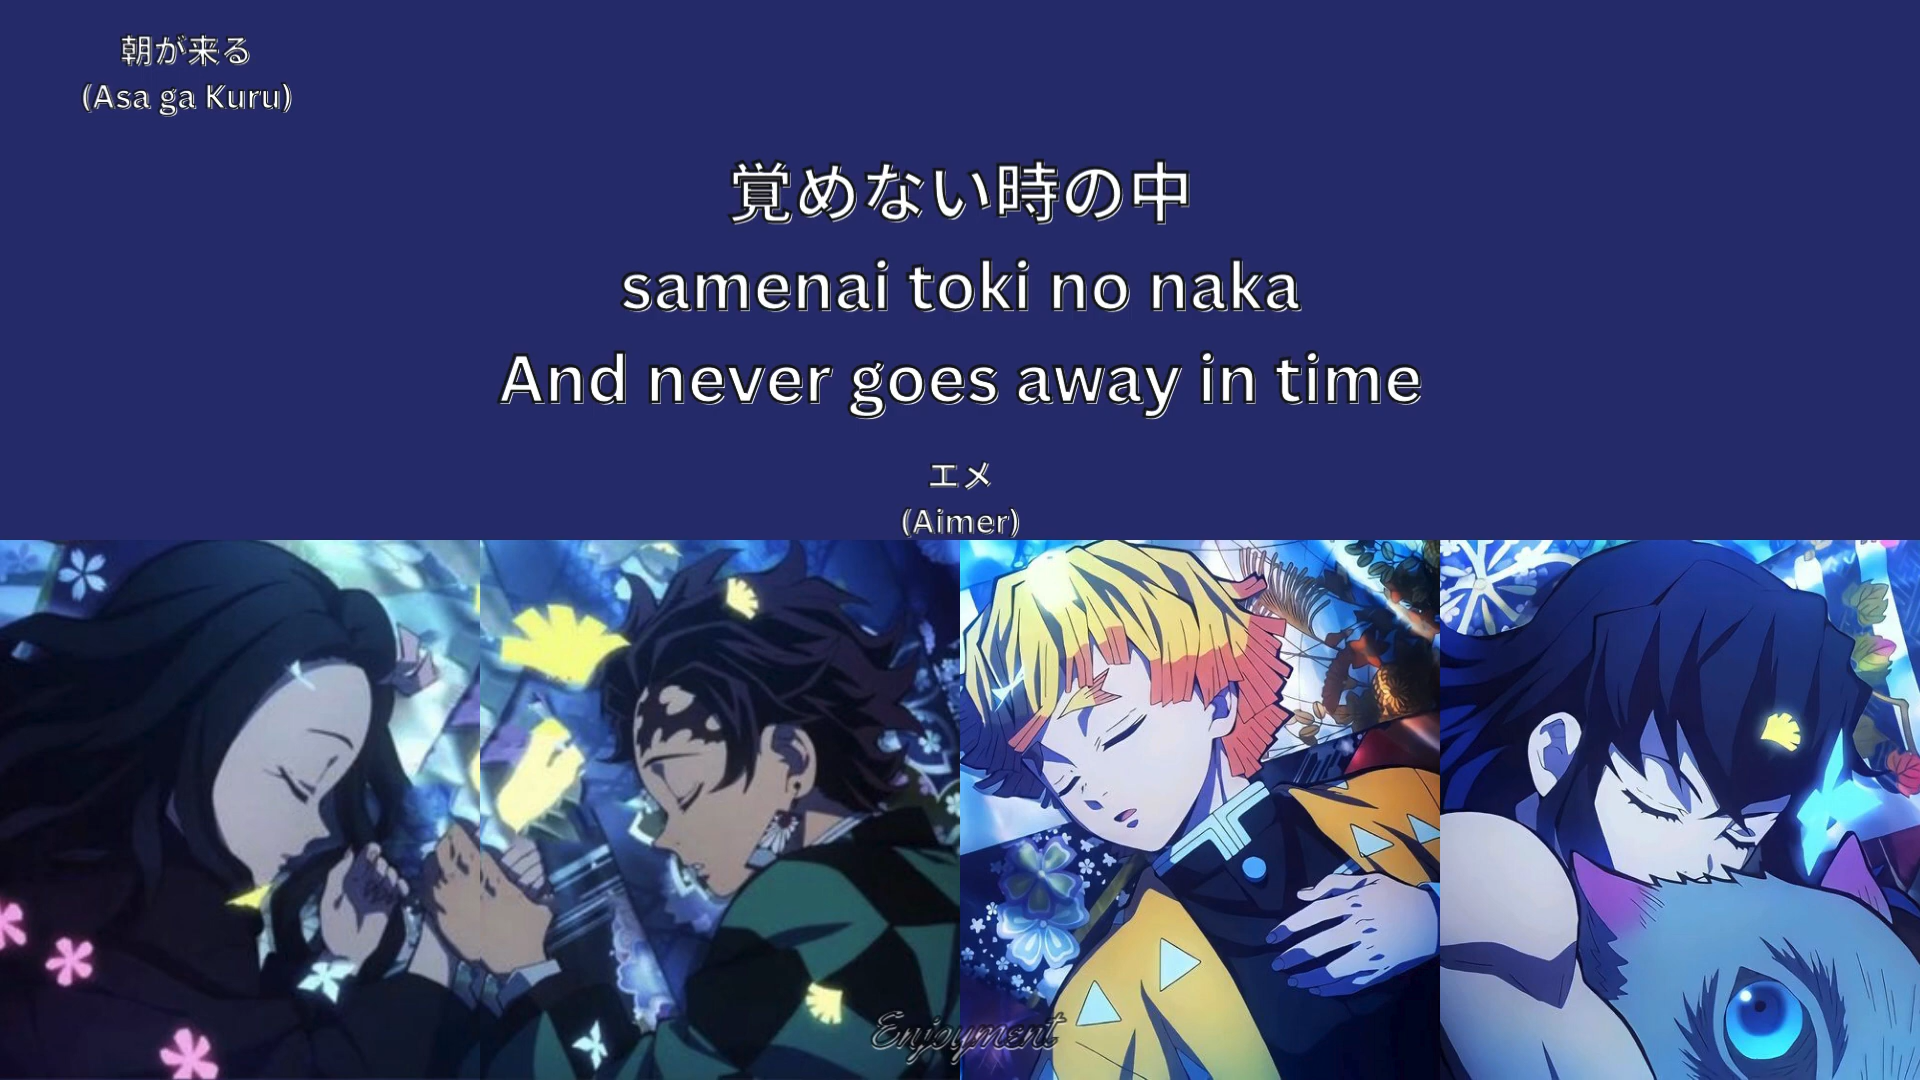 朝が来る
(Asa ga Kuru)
覚めない時の中
samenai toki no naka
And never goes away in time
エメ
(Aimer)
Enjoyment